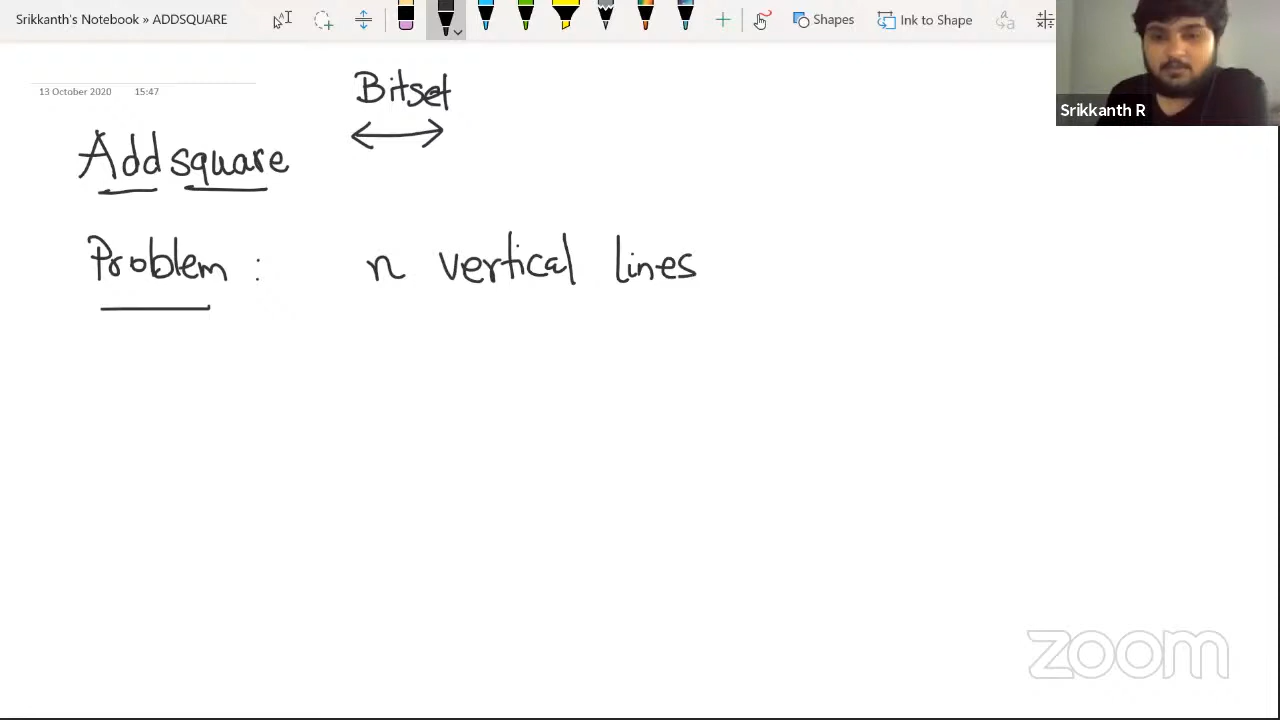 Srikkanth's Notebook » ADDSQUARE
Shapes
Ink to Shape
Srikkanth R
13 October 2020 15:47
Bitset
Addsquare
Problem : n vertical lines
zoom